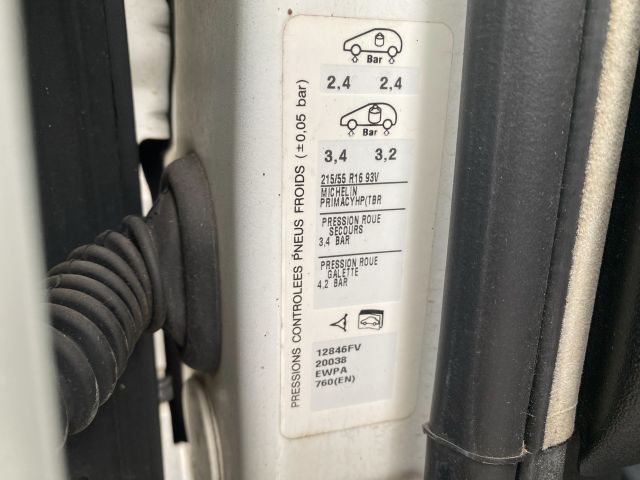 PRESSIONS CONTROLEES PNEUS FROIDS (±0,05 bar)
Bar
2,4 2,4
Bar
3,4 3,2
215/55 R16 93V
MICHELIN
PRIMACYHP(TBR
PRESSION ROUE
SECOURS
3,4 BAR
PRESSION ROUE
GALETTE
4,2 BAR
12846FV
20038
EWPA
760(EN)